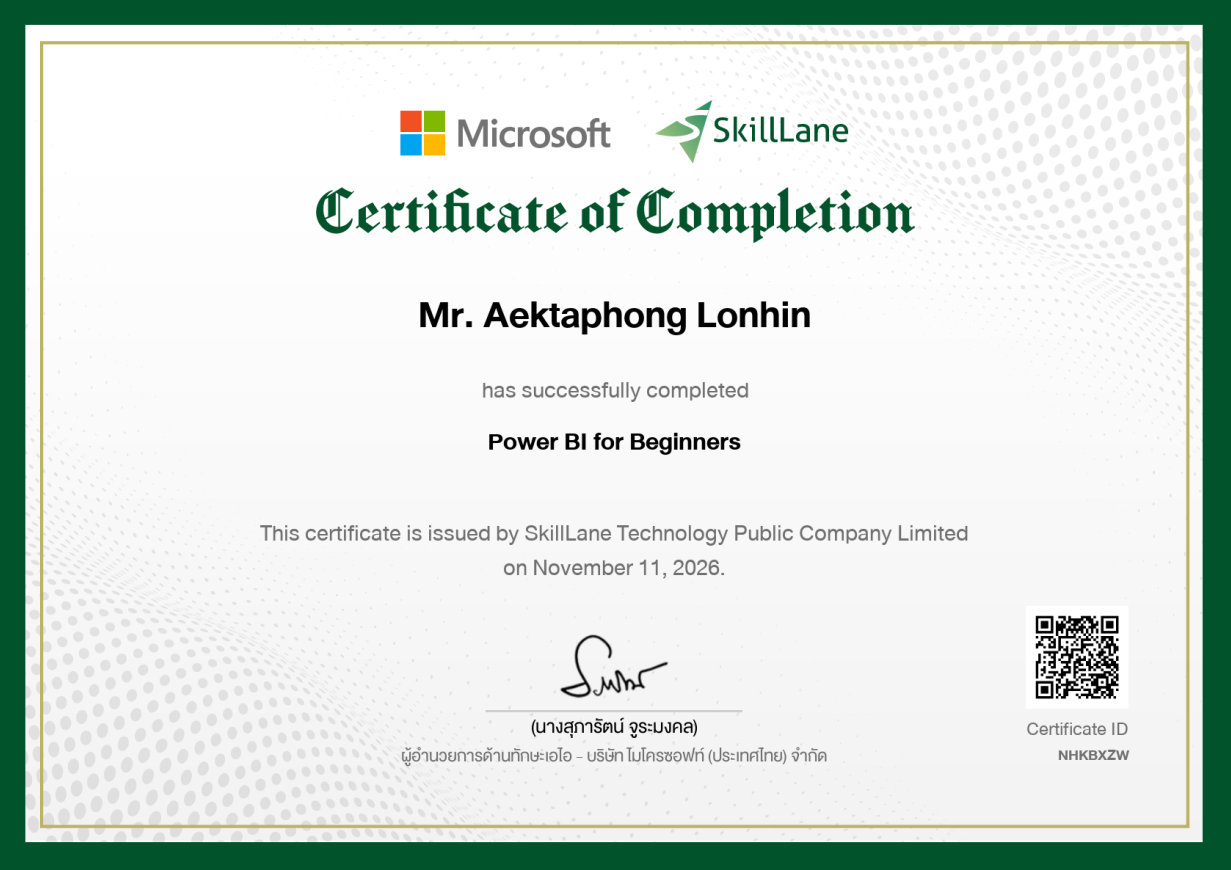 Microsoft SkillLane
Certificate of Completion
Mr. Aektaphong Lonhin
has successfully completed
Power BI for Beginners
This certificate is issued by SkillLane Technology Public Company Limited
on November 11, 2026.
(นางสุภารัตน์ จูระมงคล)
ผู้อำนวยการด้านทักษะเอไอ - บริษัท ไมโครซอฟท์ (ประเทศไทย) จำกัด
Certificate ID
NHKBXZW